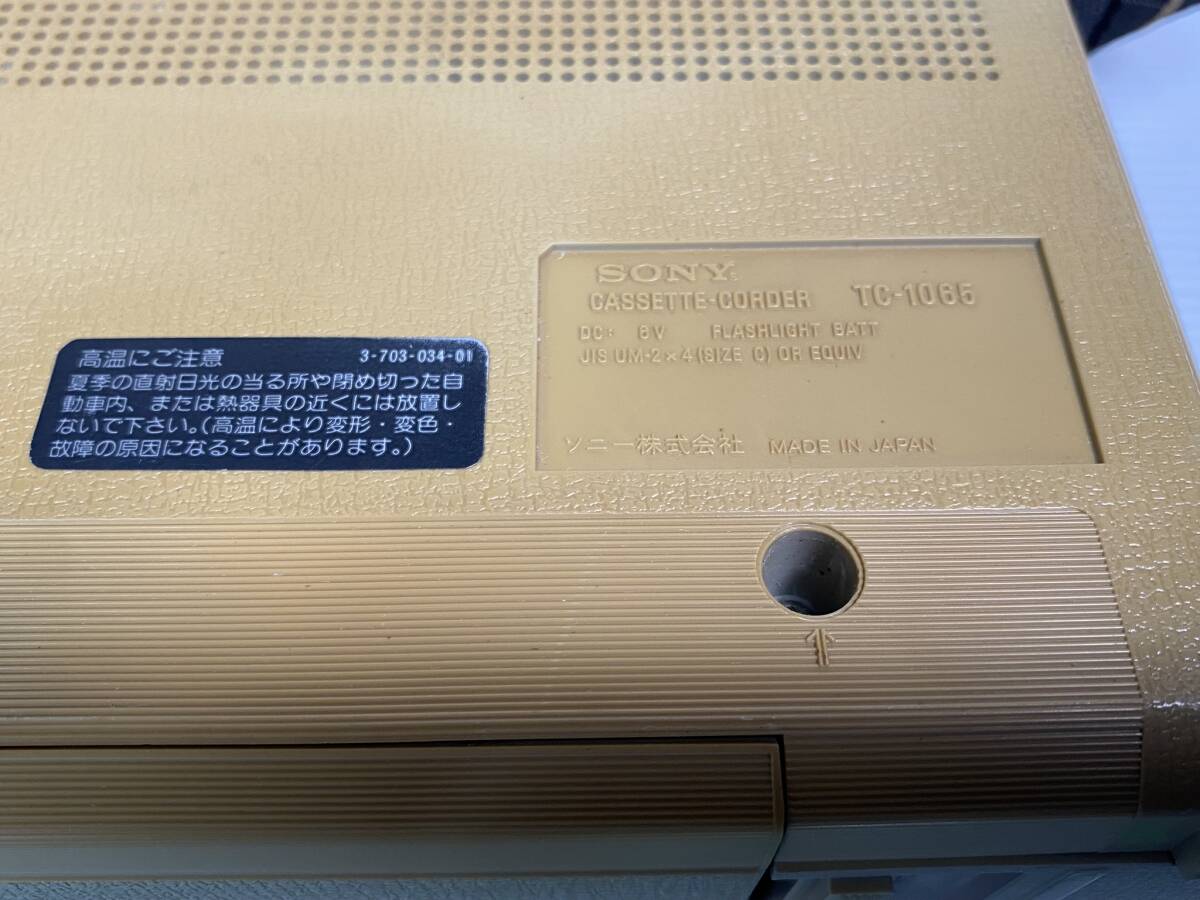 高温にご注意 3-703-034-01
夏季の直射日光の当る所や閉め切った自
動車内、または熱器具の近くには放置し
ないで下さい。(高温により変形・変色・
故障の原因になることがあります。)
SONY
CASSETTE-CORDER TC-1065
DC: 6V FLASHLIGHT BATT
JIS UM-2×4(SIZE C) OR EQUIV
ソニー株式会社 MADE IN JAPAN